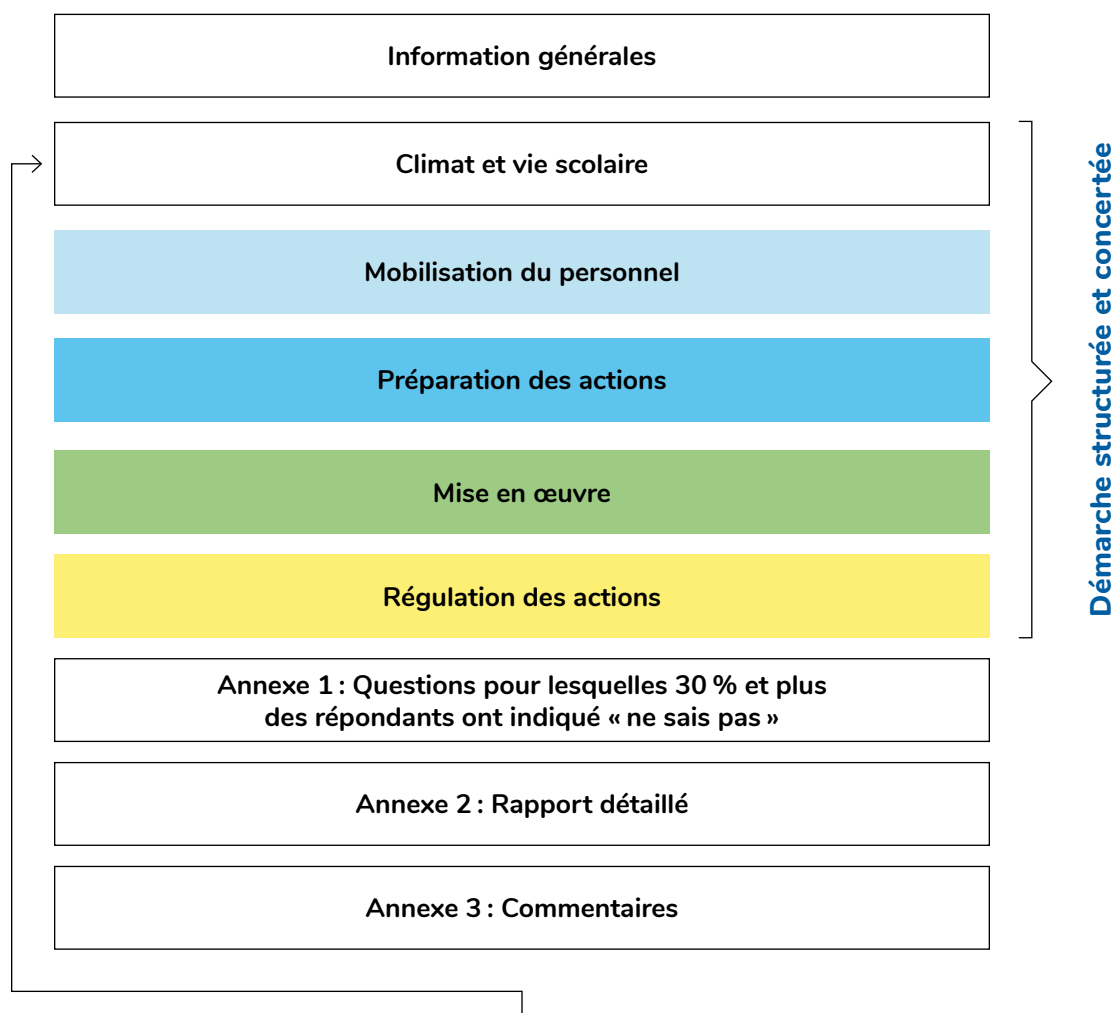 Information générales
Climat et vie scolaire
Mobilisation du personnel
Préparation des actions
Mise en œuvre
Régulation des actions
Démarche structurée et concertée
Annexe 1 : Questions pour lesquelles 30 % et plus
des répondants ont indiqué « ne sais pas »
Annexe 2 : Rapport détaillé
Annexe 3 : Commentaires